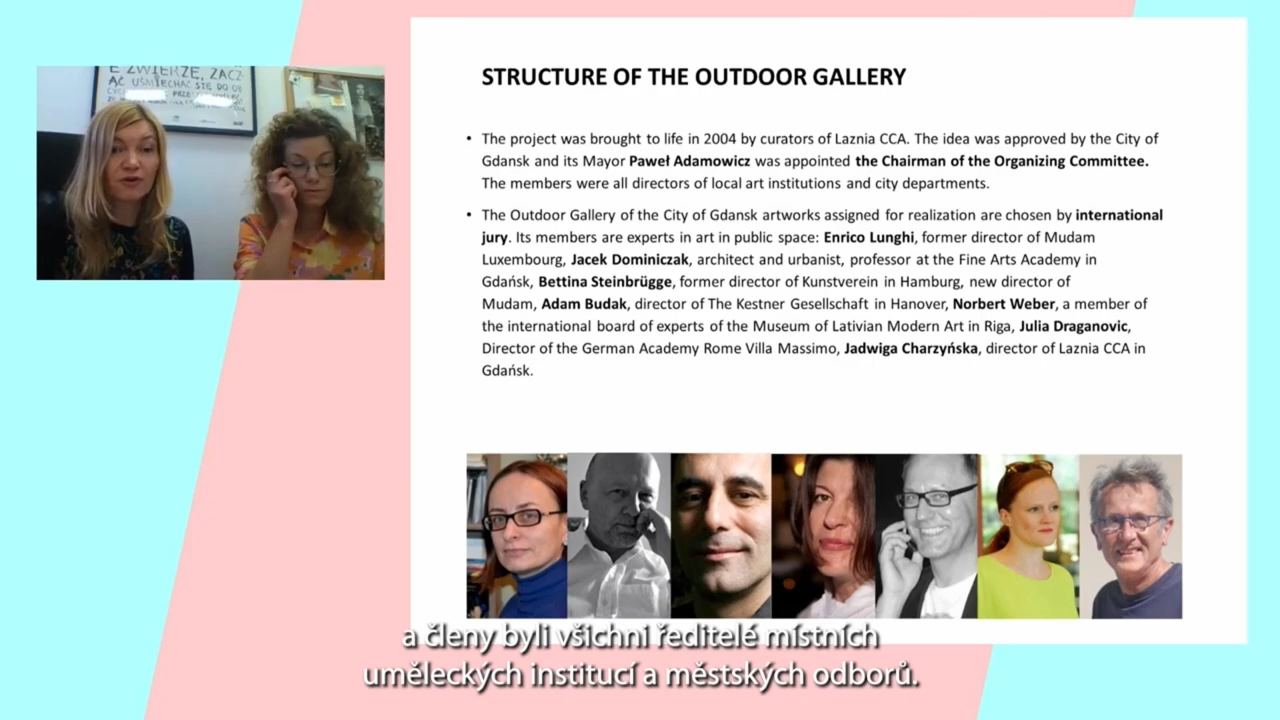 E ZWIERZĘ, ZACZ-
ĄĆ UŚMIECHAĆ SIĘ DO OB
STRUCTURE OF THE OUTDOOR GALLERY
• The project was brought to life in 2004 by curators of Laznia CCA. The idea was approved by the City of
Gdansk and its Mayor Paweł Adamowicz was appointed the Chairman of the Organizing Committee.
The members were all directors of local art institutions and city departments.
• The Outdoor Gallery of the City of Gdansk artworks assigned for realization are chosen by international
jury. Its members are experts in art in public space: Enrico Lunghi, former director of Mudam
Luxembourg, Jacek Dominiczak, architect and urbanist, professor at the Fine Arts Academy in
Gdańsk, Bettina Steinbrügge, former director of Kunstverein in Hamburg, new director of
Mudam, Adam Budak, director of The Kestner Gesellschaft in Hanover, Norbert Weber, a member of
the international board of experts of the Museum of Lativian Modern Art in Riga, Julia Draganovic,
Director of the German Academy Rome Villa Massimo, Jadwiga Charzyńska, director of Laznia CCA in
Gdańsk.
a členy byli všichni ředitelé místních
uměleckých institucí a městských odborů.